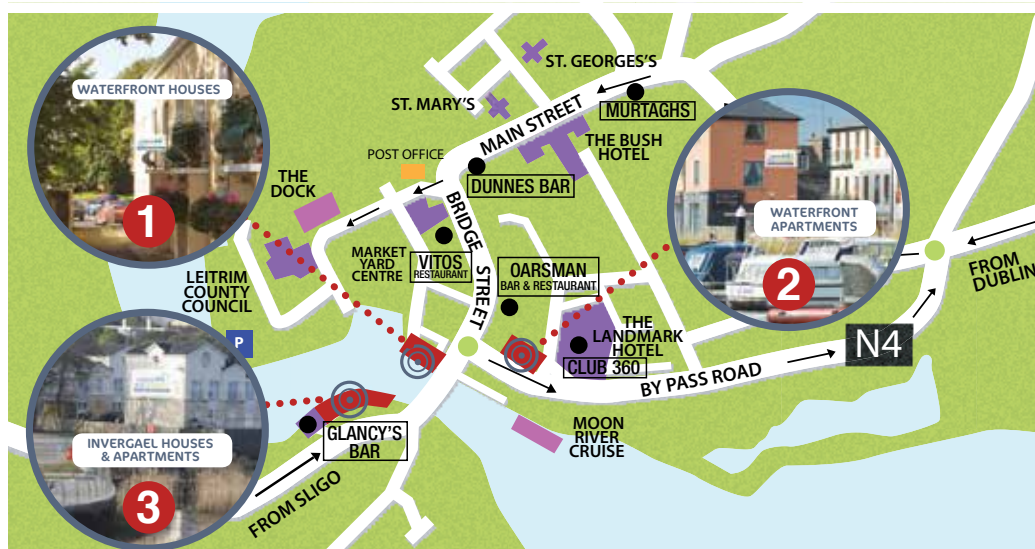 WATERFRONT HOUSES
1
ST. GEORGES'S
ST. MARY'S
MURTAGHS
MAIN STREET
THE BUSH
HOTEL
POST OFFICE
DUNNES BAR
THE
DOCK
BRIDGE STREET
MARKET
YARD
CENTRE
VITOS
RESTAURANT
OARSMAN
BAR & RESTAURANT
WATERFRONT
APARTMENTS
2
FROM
DUBLIN
LEITRIM
COUNTY
COUNCIL
P
THE
LANDMARK
HOTEL
CLUB 360
N4
BY PASS ROAD
MOON
RIVER
CRUISE
GLANCY'S
BAR
FROM SLIGO
INVERGAEL HOUSES
& APARTMENTS
3